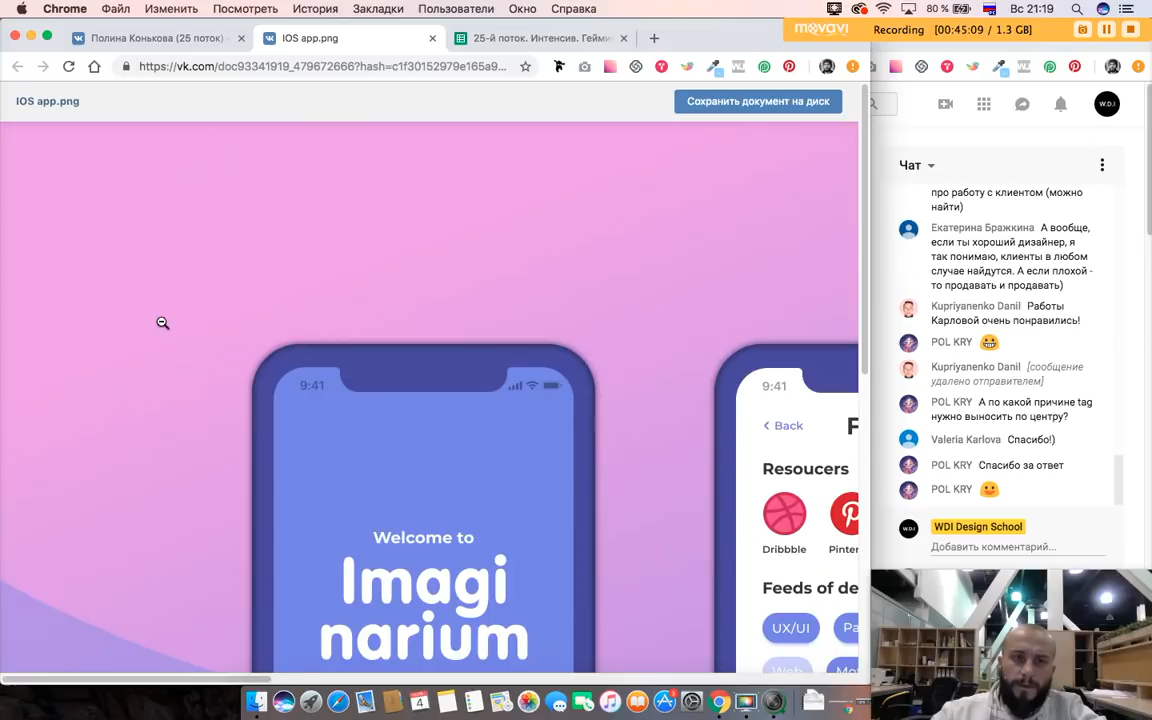 Chrome Файл Изменить Посмотреть История Закладки Пользователи Окно Справка 80 % Вс 21:19
Полина Конькова (25 поток) IOS app.png 25-й поток. Интенсив. Гейми
movavi Recording [00:45:09 / 1.3 GB]
https://vk.com/doc93341919_479672666?hash=c1f30152979e165a9...
IOS app.png
Сохранить документ на диск
9:41
Welcome to
Imagi
narium
9:41
Back
F
Resoucers
Dribbble Pinter
Feeds of de
UX/UI Pa
Web Mo
W.D.I
Чат
про работу с клиентом (можно
найти)
Екатерина Бражкина А вообще,
если ты хороший дизайнер, я
так понимаю, клиенты в любом
случае найдутся. А если плохой -
то продавать и продавать)
Kupriyanenko Danil Работы
Карловой очень понравились!
POL KRY
Kupriyanenko Danil [сообщение
удалено отправителем]
POL KRY А по какой причине tag
нужно выносить по центру?
Valeria Karlova Спасибо!)
POL KRY Спасибо за ответ
POL KRY
W.D.I WDI Design School
Добавить комментарий...